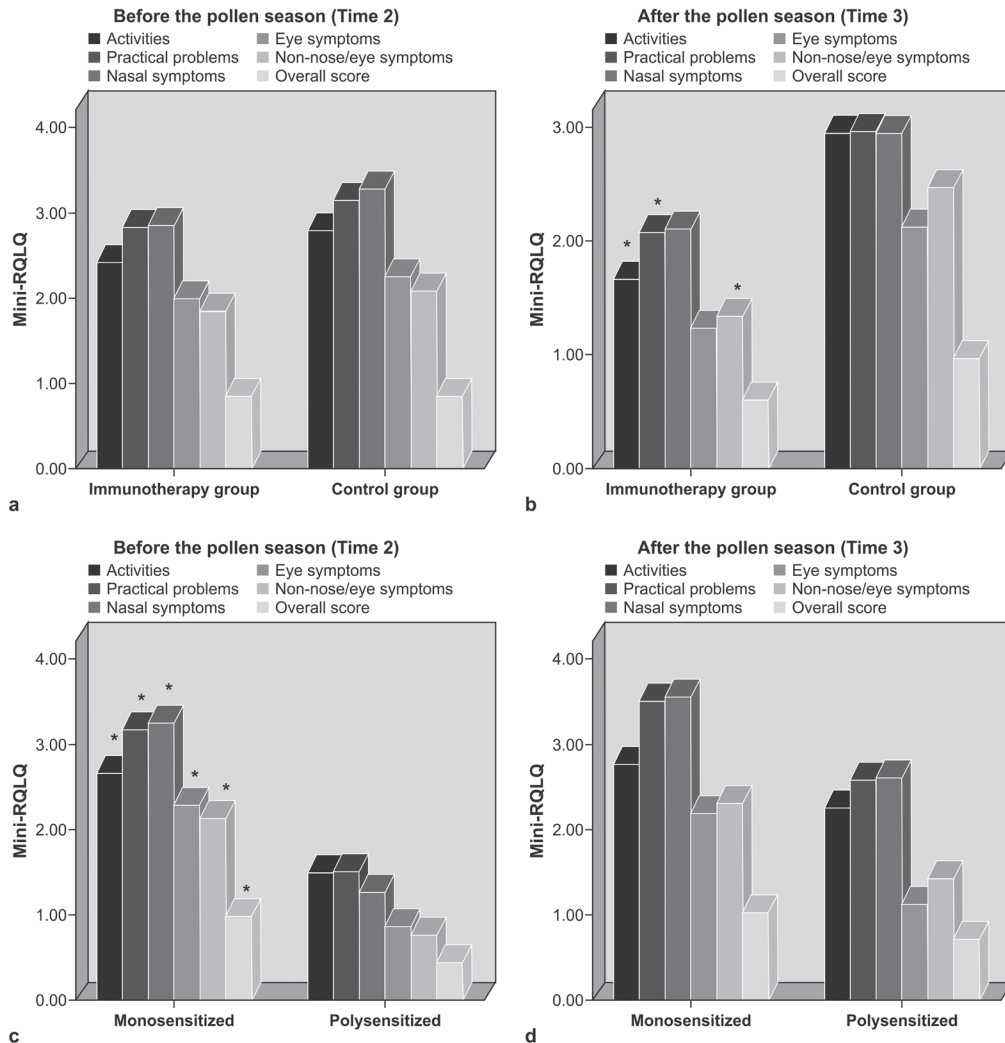 Before the pollen season (Time 2)
Activities
Practical problems
Nasal symptoms
Eye symptoms
Non-nose/eye symptoms
Overall score
Mini-RQLQ
4.00
3.00
2.00
1.00
0.00
Immunotherapy group
Control group
a
After the pollen season (Time 3)
Activities
Practical problems
Nasal symptoms
Eye symptoms
Non-nose/eye symptoms
Overall score
Mini-RQLQ
3.00
2.00
1.00
0.00
*
*
*
Immunotherapy group
Control group
b
Before the pollen season (Time 2)
Activities
Practical problems
Nasal symptoms
Eye symptoms
Non-nose/eye symptoms
Overall score
Mini-RQLQ
4.00
3.00
2.00
1.00
0.00
*
*
*
*
*
*
Monosensitized
Polysensitized
c
After the pollen season (Time 3)
Activities
Practical problems
Nasal symptoms
Eye symptoms
Non-nose/eye symptoms
Overall score
Mini-RQLQ
4.00
3.00
2.00
1.00
0.00
Monosensitized
Polysensitized
d